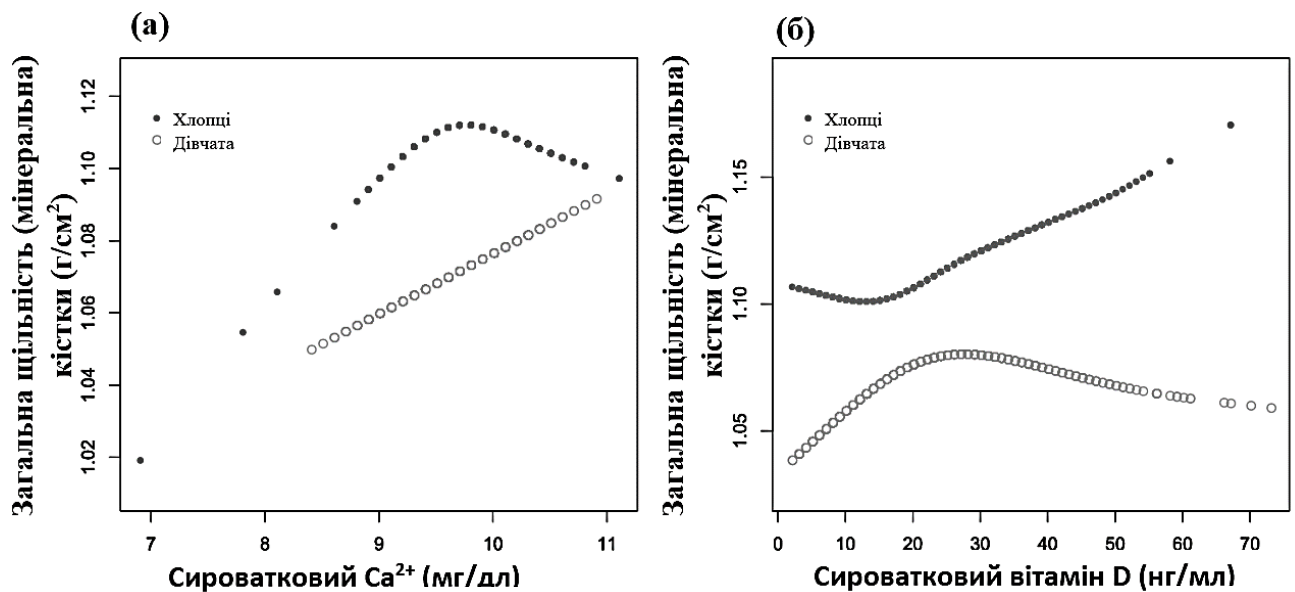 (а)
Загальна щільність (мінеральна)
кістки (г/см²)
1.12
1.10
1.08
1.06
1.04
1.02
Хлопці
Дівчата
7 8 9 10 11
Сироватковий Ca²⁺ (мг/дл)
(б)
Загальна щільність (мінеральна)
кістки (г/см²)
1.15
1.10
1.05
Хлопці
Дівчата
0 10 20 30 40 50 60 70
Сироватковий вітамін D (нг/мл)